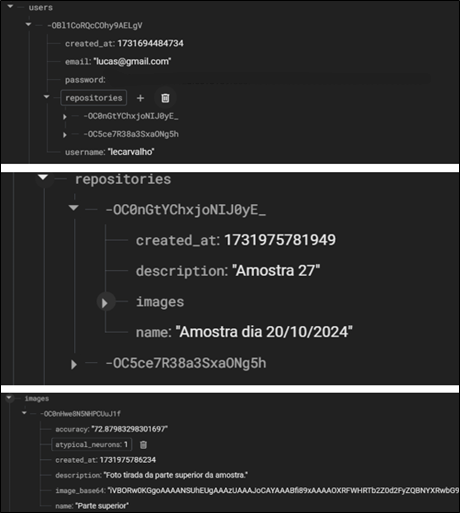 users
-OBl1CoRQcCOhy9AELgV
created_at: 1731694484734
email: "lucas@gmail.com"
password:
repositories
-OC0nGtYChxjoNIJ0yE_
-OC5ce7R38a3SxaONg5h
username: "lecarvalho"
repositories
-OC0nGtYChxjoNIJ0yE_
created_at: 1731975781949
description: "Amostra 27"
images
name: "Amostra dia 20/10/2024"
-OC5ce7R38a3SxaONg5h
images
-OC0nHwe8N5NHPCUuJ1f
accuracy: "72.87983298301697"
atypical_neurons: 1
created_at: 1731975786234
description: "Foto tirada da parte superior da amostra."
image_base64: "iVBORw0KGgoAAAANSUhEUgAAAzUAAAJoCAYAAABfi89xAAAAOXRFWHRTb2Z0d2FyZQBNYXRwbG9
name: "Parte superior"